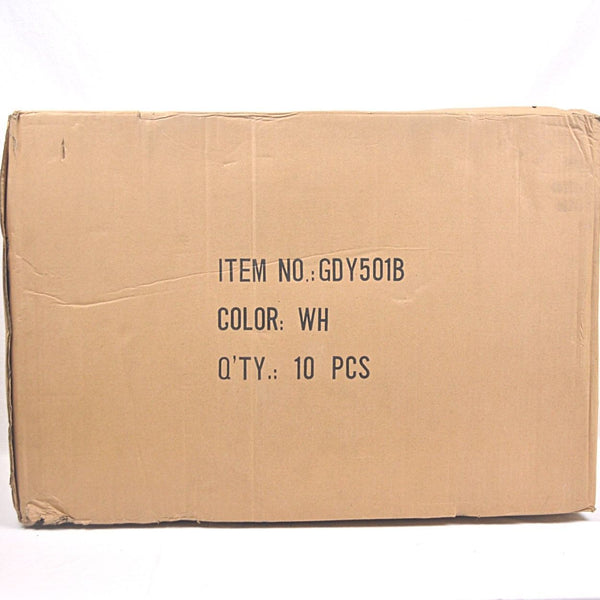 ITEM NO.:GDY501B
COLOR: WH
Q'TY.: 10 PCS